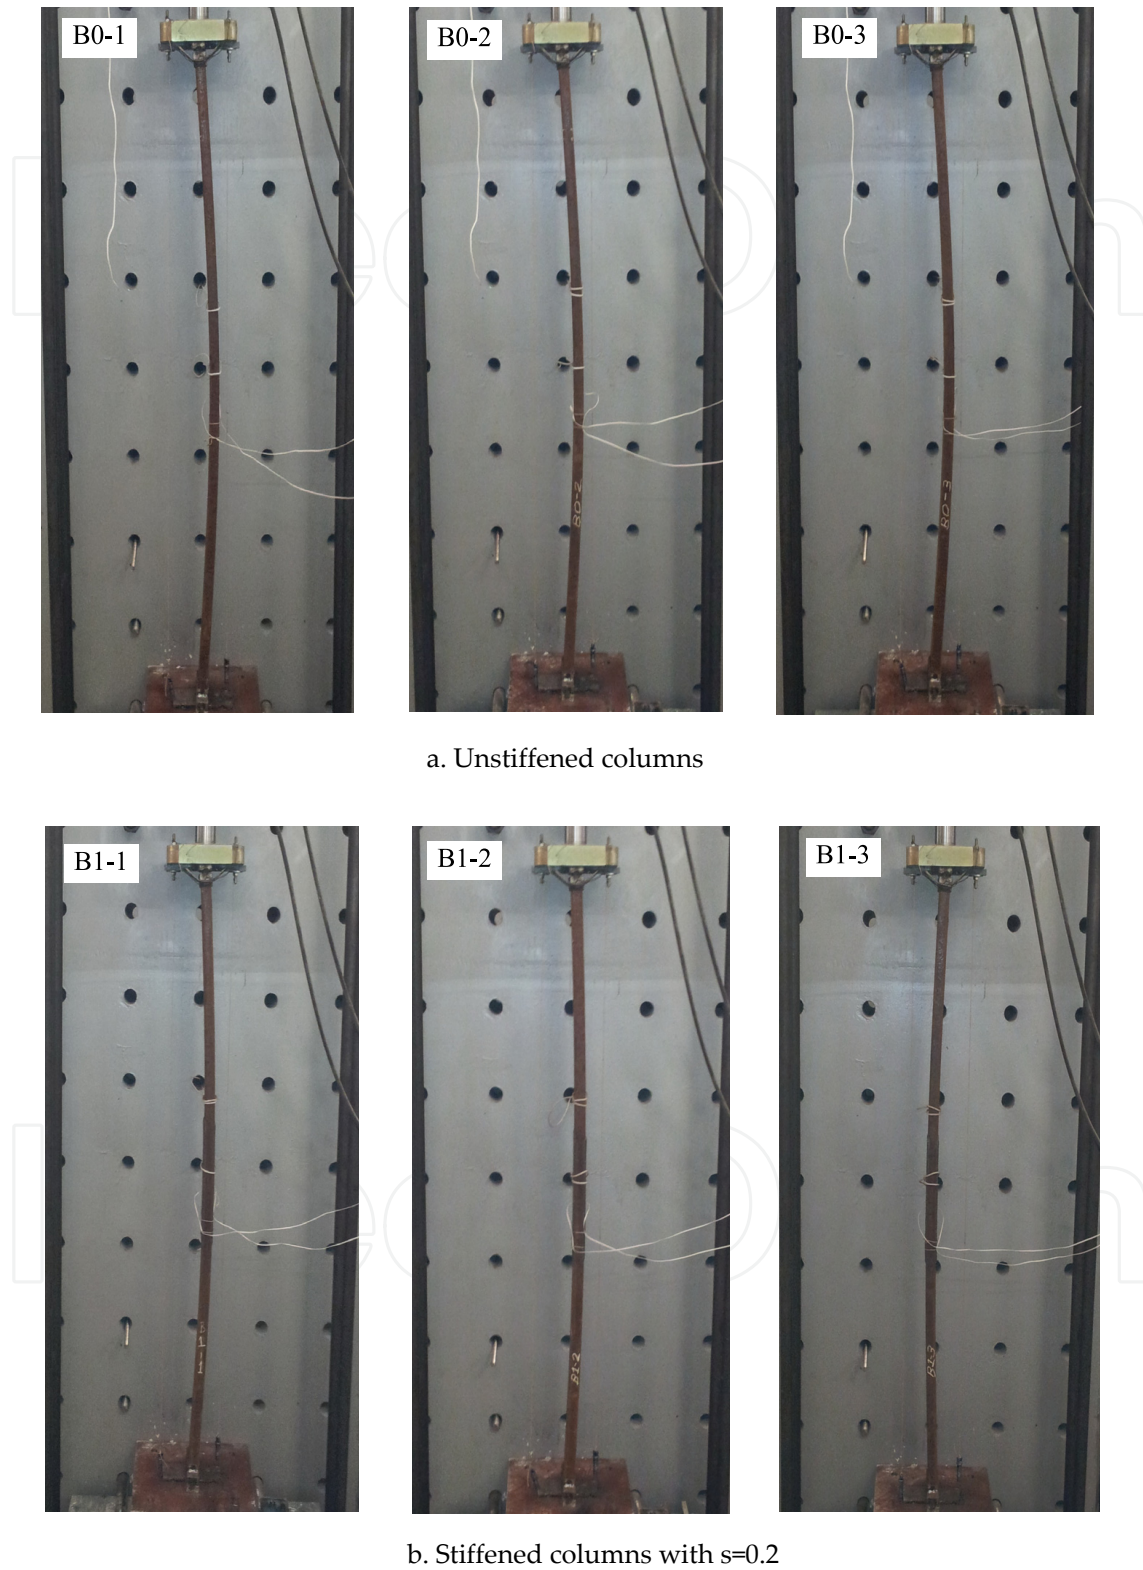 B0-1
B0-2
B0-3
B0-2
B0-3
a. Unstiffened columns
B1-1
B1-2
B1-3
B1-2
B1-3
b. Stiffened columns with s=0.2